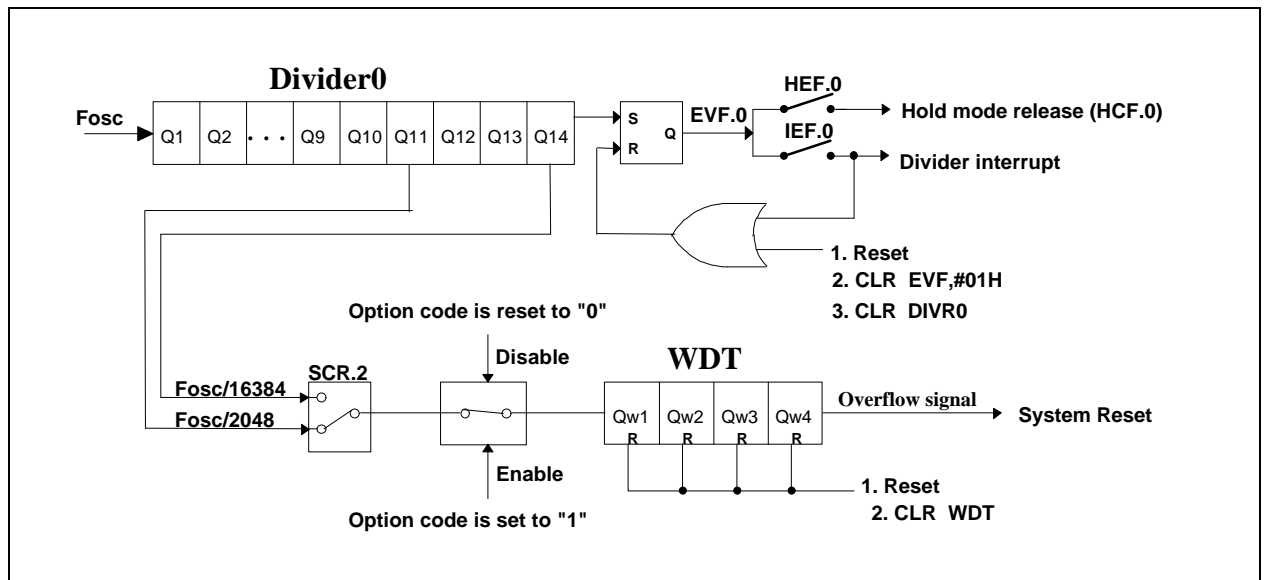 Divider0
Fosc
Q1 Q2 . . . Q9 Q10 Q11 Q12 Q13 Q14
S
R
Q
EVF.0
HEF.0
Hold mode release (HCF.0)
IEF.0
Divider interrupt
1. Reset
2. CLR EVF,#01H
3. CLR DIVR0
Option code is reset to "0"
Disable
WDT
SCR.2
Fosc/16384
Fosc/2048
Qw1 Qw2 Qw3 Qw4
R R R R
Overflow signal
System Reset
Enable
1. Reset
2. CLR WDT
Option code is set to "1"